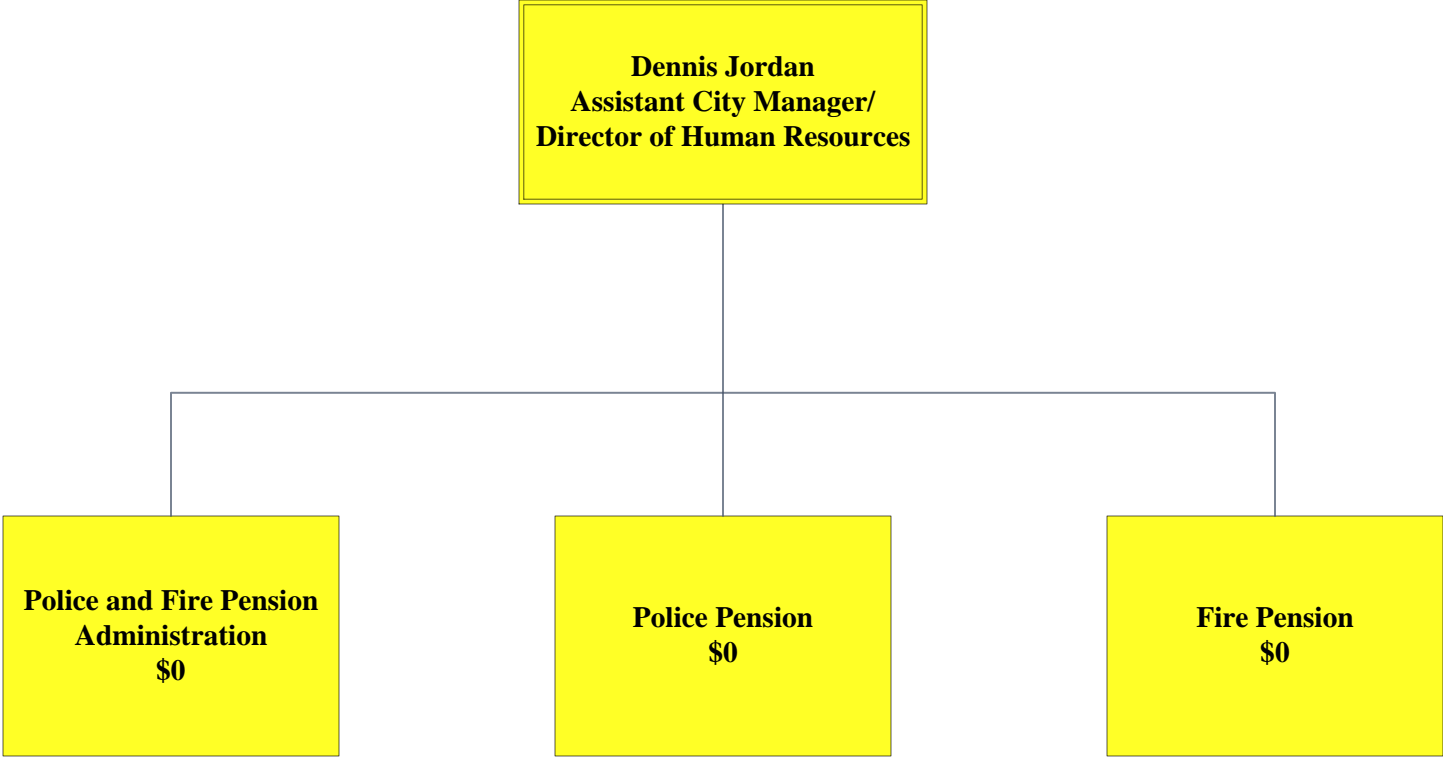 Dennis Jordan
Assistant City Manager/
Director of Human Resources
Police and Fire Pension
Administration
$0
Police Pension
$0
Fire Pension
$0